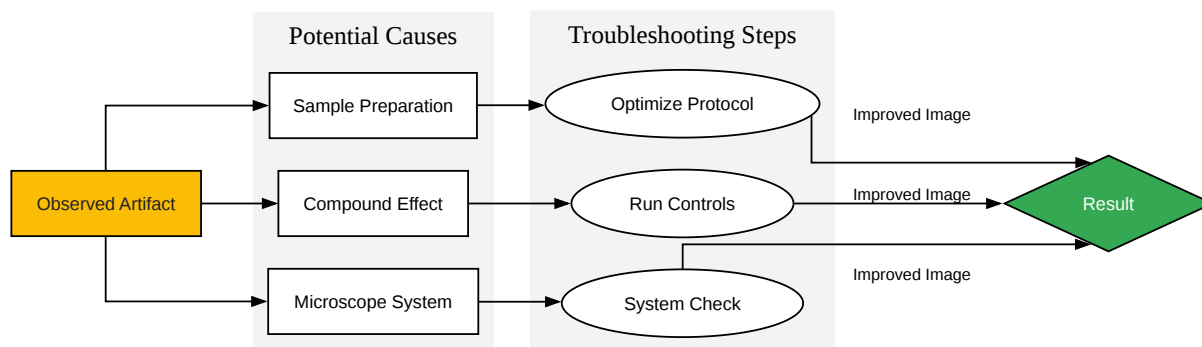 Potential Causes
Troubleshooting Steps
Sample Preparation
Optimize Protocol
Improved Image
Observed Artifact
Compound Effect
Run Controls
Improved Image
Result
Microscope System
System Check
Improved Image